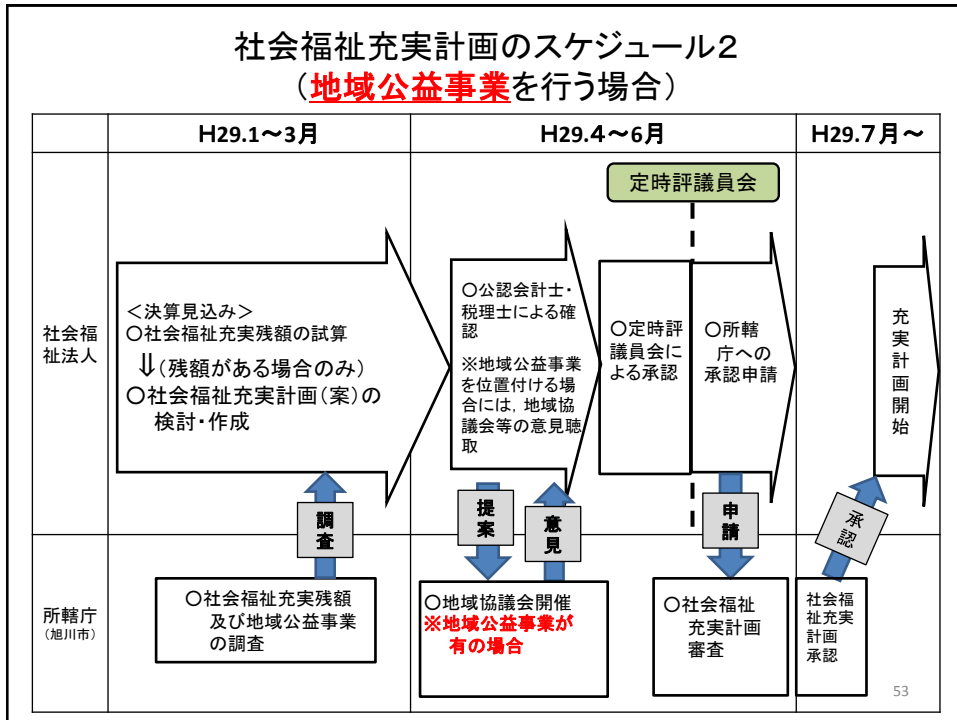 社会福祉充実計画のスケジュール2
(地域公益事業を行う場合)
H29.1～3月
H29.4～6月
H29.7月～
定時評議員会
社会福
祉法人
<決算見込み>
○社会福祉充実残額の試算
⇓(残額がある場合のみ)
○社会福祉充実計画(案)の
検討・作成
○公認会計士・
税理士による確
認
※地域公益事業
を位置付ける場
合には,地域協
議会等の意見聴
取
○定時評
議員会に
よる承認
○所轄
庁への
承認申請
充実計画開始
調査
提案
意見
申請
承認
所轄庁
(旭川市)
○社会福祉充実残額
及び地域公益事業
の調査
○地域協議会開催
※地域公益事業が
有の場合
○社会福祉
充実計画
審査
社会福
祉充実
計画
承認
53